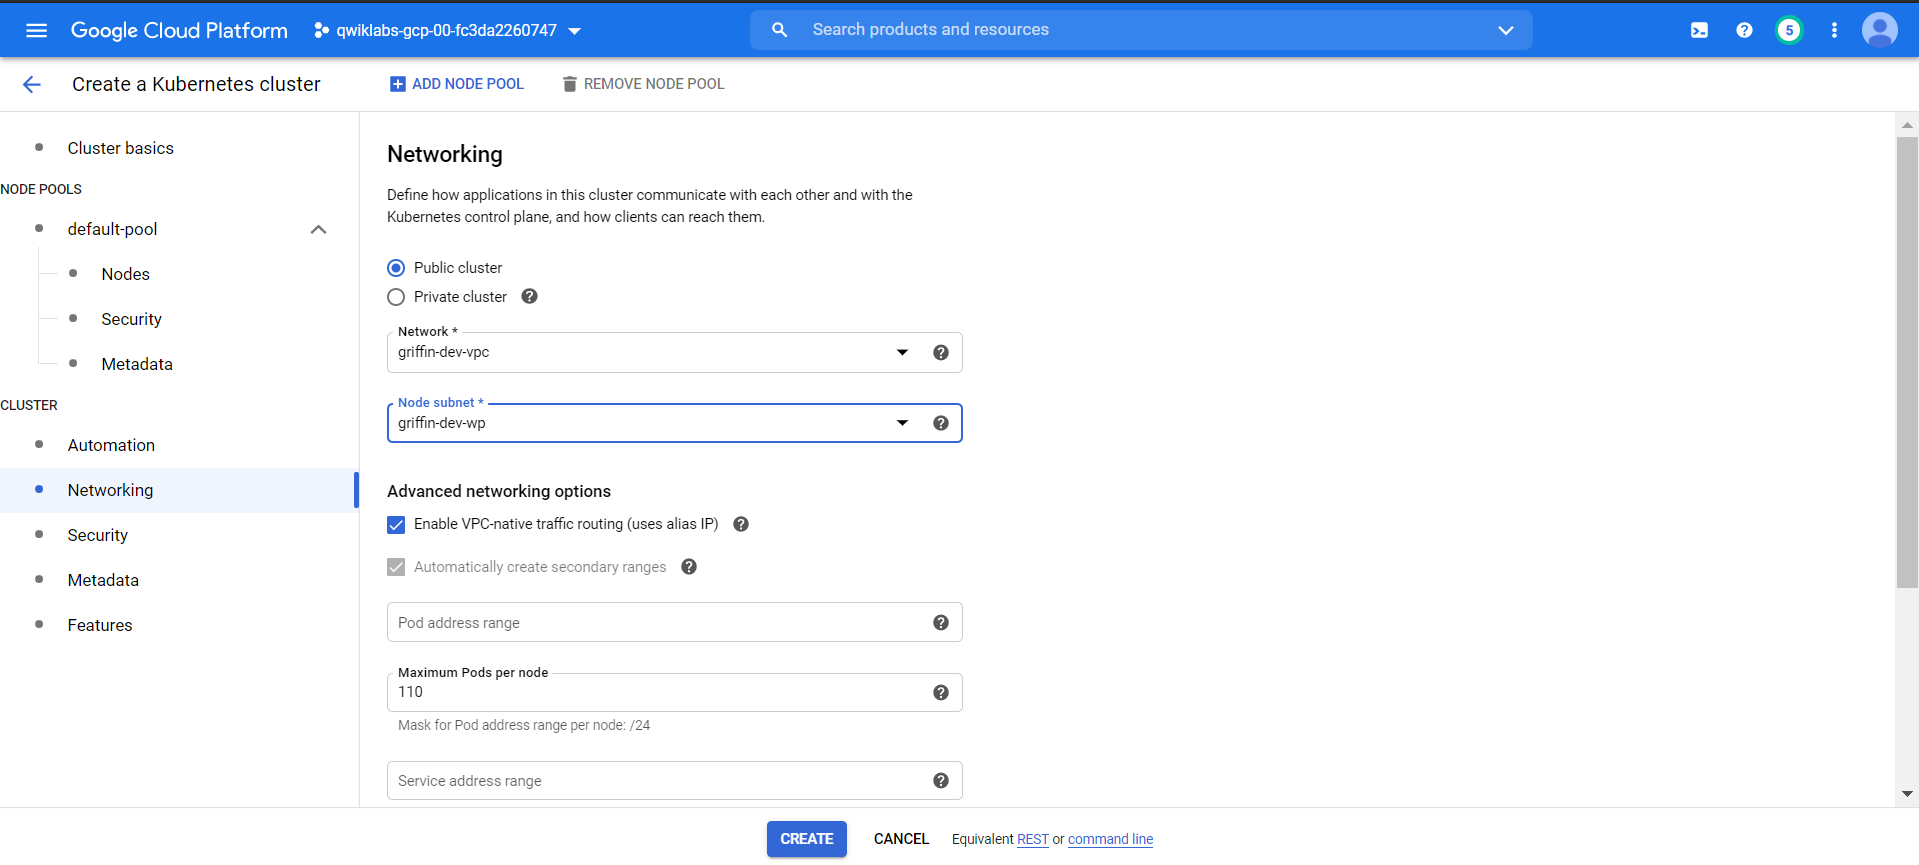 Google Cloud Platform
qwiklabs-gcp-00-fc3da2260747
Search products and resources
5
Create a Kubernetes cluster
ADD NODE POOL
REMOVE NODE POOL
Cluster basics
NODE POOLS
default-pool
Nodes
Security
Metadata
CLUSTER
Automation
Networking
Security
Metadata
Features
Networking
Define how applications in this cluster communicate with each other and with the
Kubernetes control plane, and how clients can reach them.
Public cluster
Private cluster
Network *
griffin-dev-vpc
Node subnet *
griffin-dev-wp
Advanced networking options
Enable VPC-native traffic routing (uses alias IP)
Automatically create secondary ranges
Pod address range
Maximum Pods per node
110
Mask for Pod address range per node: /24
Service address range
CREATE
CANCEL
Equivalent REST or command line